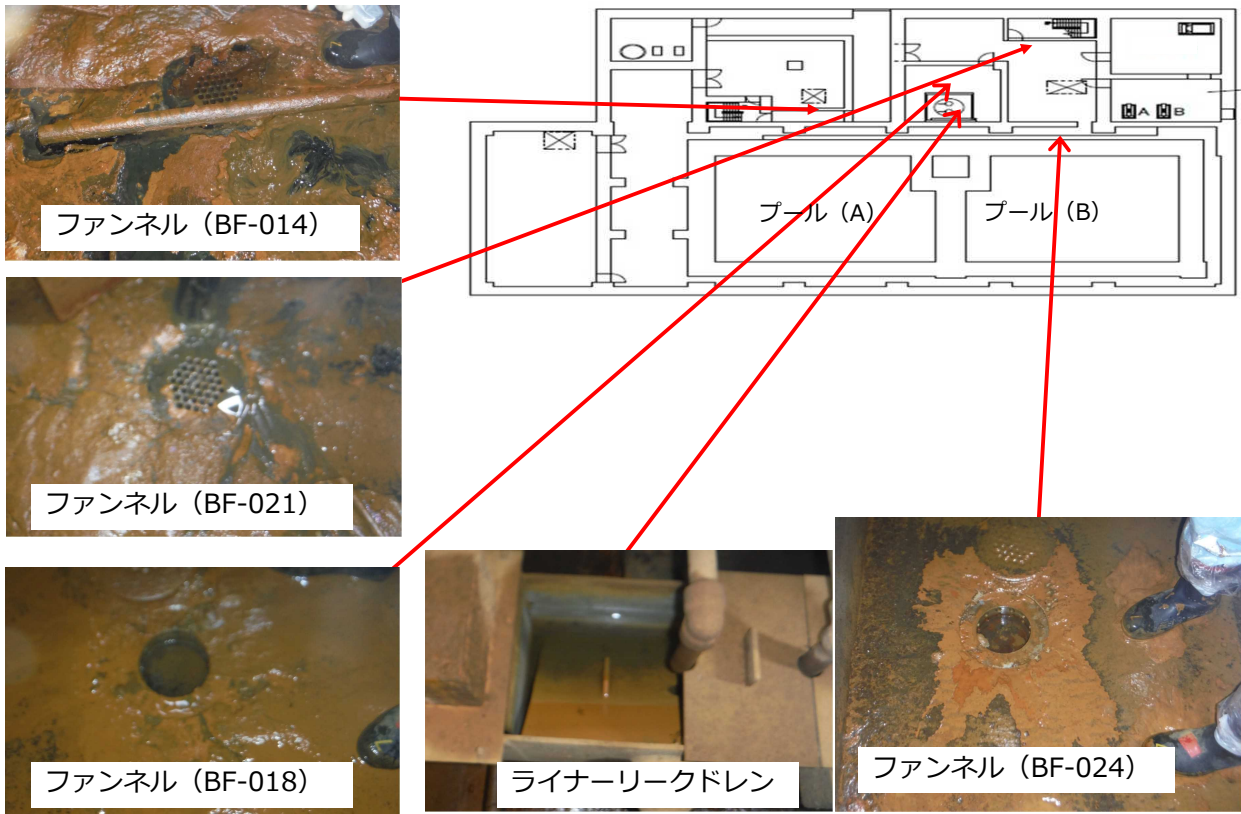 ファンネル（BF-014）
A
B
プール（A）
プール（B）
ファンネル（BF-021）
ファンネル（BF-018）
ライナーリークドレン
ファンネル（BF-024）